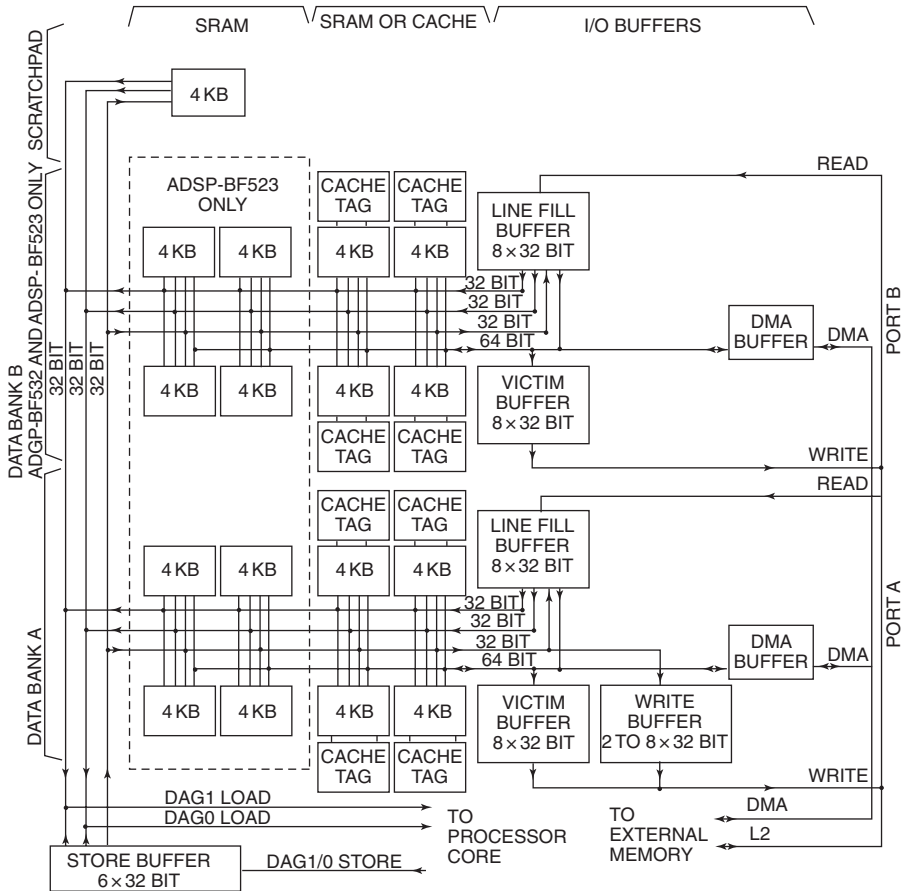 SRAM
SRAM OR CACHE
I/O BUFFERS
SCRATCHPAD
4 KB
DATA BANK B
ADGP-BF532 AND ADSP- BF523 ONLY
ADSP-BF523
ONLY
CACHE
TAG
CACHE
TAG
READ
LINE FILL
BUFFER
8 × 32 BIT
4 KB
4 KB
4 KB
4 KB
32 BIT
32 BIT
32 BIT
64 BIT
32 BIT
32 BIT
32 BIT
DMA
BUFFER
DMA
PORT B
4 KB
4 KB
4 KB
4 KB
VICTIM
BUFFER
8 × 32 BIT
CACHE
TAG
CACHE
TAG
WRITE
READ
DATA BANK A
CACHE
TAG
CACHE
TAG
LINE FILL
BUFFER
8 × 32 BIT
4 KB
4 KB
4 KB
4 KB
32 BIT
32 BIT
32 BIT
64 BIT
DMA
BUFFER
DMA
PORT A
4 KB
4 KB
4 KB
4 KB
VICTIM
BUFFER
8 × 32 BIT
WRITE
BUFFER
2 TO 8 × 32 BIT
CACHE
TAG
CACHE
TAG
WRITE
DAG1 LOAD
DAG0 LOAD
TO
PROCESSOR
CORE
TO
EXTERNAL
MEMORY
DMA
L2
STORE BUFFER
6 × 32 BIT
DAG1/0 STORE